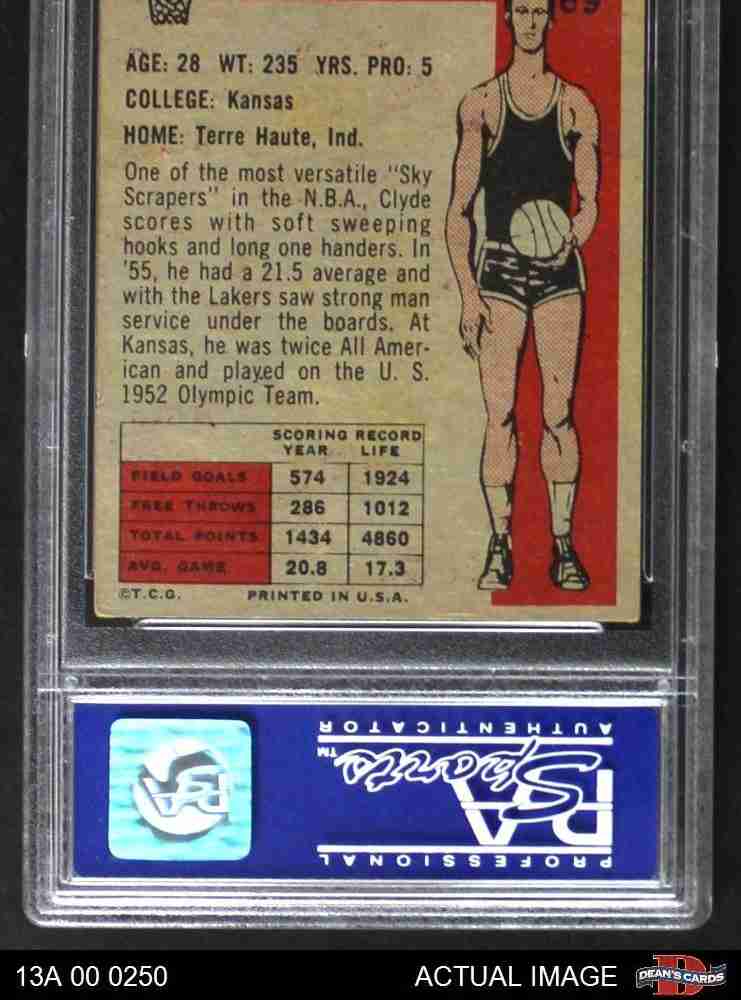 69
AGE: 28 WT: 235 YRS. PRO: 5
COLLEGE: Kansas
HOME: Terre Haute, Ind.
One of the most versatile "Sky
Scrapers" in the N.B.A., Clyde
scores with soft sweeping
hooks and long one handers. In
'55, he had a 21.5 average and
with the Lakers saw strong man
service under the boards. At
Kansas, he was twice All Amer-
ican and played on the U. S.
1952 Olympic Team.
SCORING RECORD
YEAR LIFE
FIELD GOALS 574 1924
FREE THROWS 286 1012
TOTAL POINTS 1434 4860
AVG. GAME 20.8 17.3
©T.C.G. PRINTED IN U.S.A.
PSA
AUTHENTICATOR
Sports™
PSA
PROFESSIONAL
13A 00 0250 ACTUAL IMAGE DEAN'S CARDS